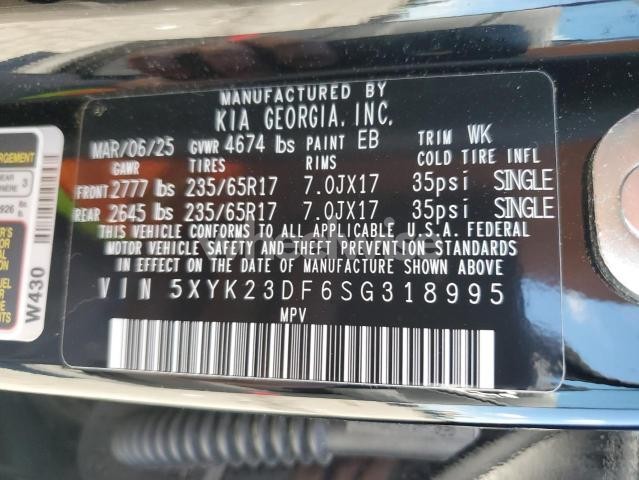 MANUFACTURED BY
KIA GEORGIA, INC.
MAR/06/25 GVWR 4674 lbs PAINT EB TRIM WK
GAWR TIRES RIMS COLD TIRE INFL
FRONT 2777 lbs 235/65R17 7.0JX17 35psi SINGLE
REAR 2645 lbs 235/65R17 7.0JX17 35psi SINGLE
THIS VEHICLE CONFORMS TO ALL APPLICABLE U.S.A. FEDERAL
MOTOR VEHICLE SAFETY AND THEFT PREVENTION STANDARDS
IN EFFECT ON THE DATE OF MANUFACTURE SHOWN ABOVE
VIN 5XYK23DF6SG318995
MPV
W430